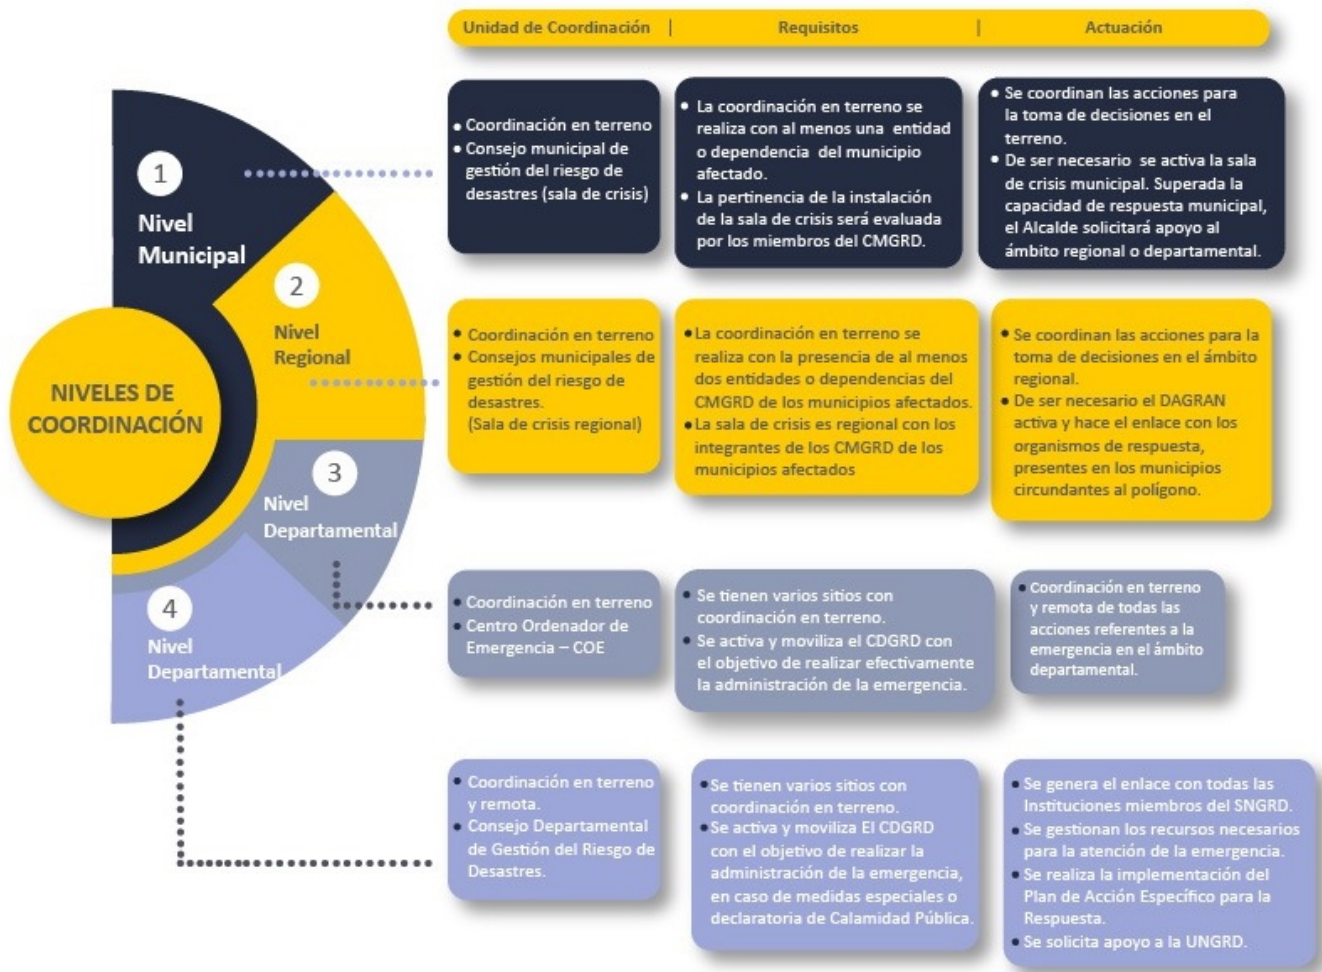 Unidad de Coordinación | Requisitos | Actuación
NIVELES DE
COORDINACIÓN
1
Nivel
Municipal
• Coordinación en terreno
• Consejo municipal de
gestión del riesgo de
desastres (sala de crisis)
• La coordinación en terreno se
realiza con al menos una entidad
o dependencia del municipio
afectado.
• La pertinencia de la instalación
de la sala de crisis será evaluada
por los miembros del CMGRD.
• Se coordinan las acciones para
la toma de decisiones en el
terreno.
• De ser necesario se activa la sala
de crisis municipal. Superada la
capacidad de respuesta municipal,
el Alcalde solicitará apoyo al
ámbito regional o departamental.
2
Nivel
Regional
• Coordinación en terreno
• Consejos municipales de
gestión del riesgo de
desastres.
(Sala de crisis regional)
• La coordinación en terreno se
realiza con la presencia de al menos
dos entidades o dependencias del
CMGRD de los municipios afectados.
• La sala de crisis es regional con los
integrantes de los CMGRD de los
municipios afectados
• Se coordinan las acciones para la
toma de decisiones en el ámbito
regional.
• De ser necesario el DAGRAN
activa y hace el enlace con los
organismos de respuesta,
presentes en los municipios
circundantes al polígono.
3
Nivel
Departamental
• Coordinación en terreno
• Centro Ordenador de
Emergencia – COE
• Se tienen varios sitios con
coordinación en terreno.
• Se activa y moviliza el CDGRD con
el objetivo de realizar efectivamente
la administración de la emergencia.
• Coordinación en terreno
y remota de todas las
acciones referentes a la
emergencia en el ámbito
departamental.
4
Nivel
Departamental
• Coordinación en terreno
y remota.
• Consejo Departamental
de Gestión del Riesgo de
Desastres.
• Se tienen varios sitios con
coordinación en terreno.
• Se activa y moviliza El CDGRD
con el objetivo de realizar la
administración de la emergencia,
en caso de medidas especiales o
declaratoria de Calamidad Pública.
• Se genera el enlace con todas las
Instituciones miembros del SNGRD.
• Se gestionan los recursos necesarios
para la atención de la emergencia.
• Se realiza la implementación del
Plan de Acción Específico para la
Respuesta.
• Se solicita apoyo a la UNGRD.